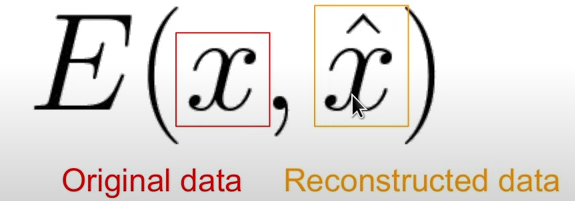 E(x, x̂)
Original data Reconstructed data